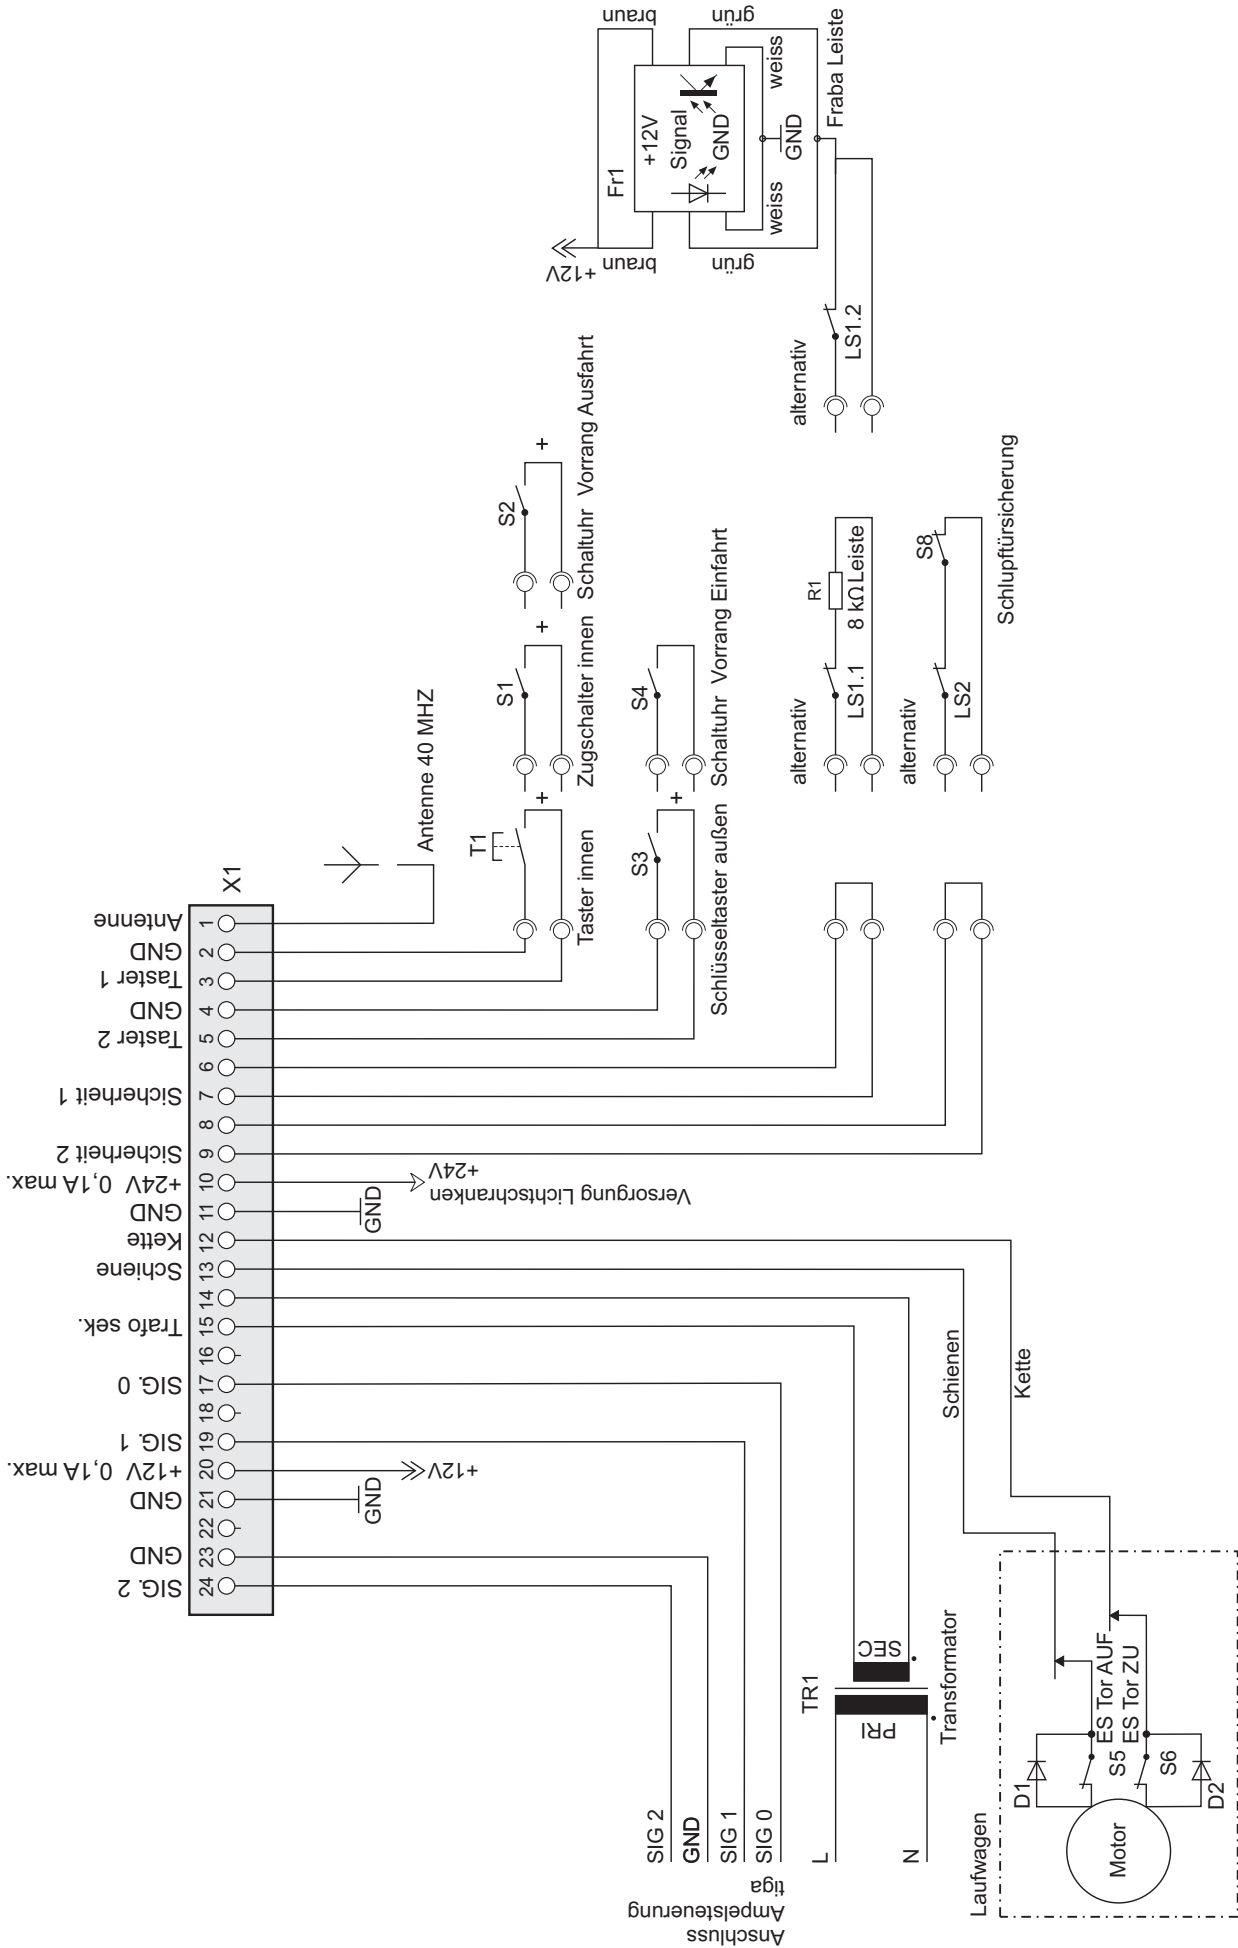 braun
grün
Fr1
+12V
Signal
GND
weiss
weiss
GND
Fraba Leiste
+12V
braun
grün
alternativ
LS1.2
S2
+
Schaltuhr Vorrang Ausfahrt
S1
+
Zugschalter innen
S4
Schaltuhr Vorrang Einfahrt
alternativ
R1
8 kΩ Leiste
LS1.1
alternativ
S8
LS2
Schlupftürsicherung
Antenne 40 MHZ
T1
+
Taster innen
S3
+
Schlüsseltaster außen
X1
Antenne 1
GND 2
Taster 1 3
GND 4
Taster 2 5
6
Sicherheit 1 7
8
Sicherheit 2 9
+24V 0,1A max. 10
GND 11
Kette 12
Schiene 13
14
Trafo sek. 15
16
SIG. 0 17
18
SIG. 1 19
+12V 0,1A max. 20
GND 21
22
GND 23
SIG. 2 24
+24V
Versorgung Lichtschranken
GND
+12V
GND
Schienen
Kette
SIG 2
GND
SIG 1
SIG 0
Anschluss
Ampelsteuerung
tiga
L
N
TR1
PRI
SEC
Transformator
Laufwagen
D1
S5
ES Tor AUF
ES Tor ZU
S6
D2
Motor